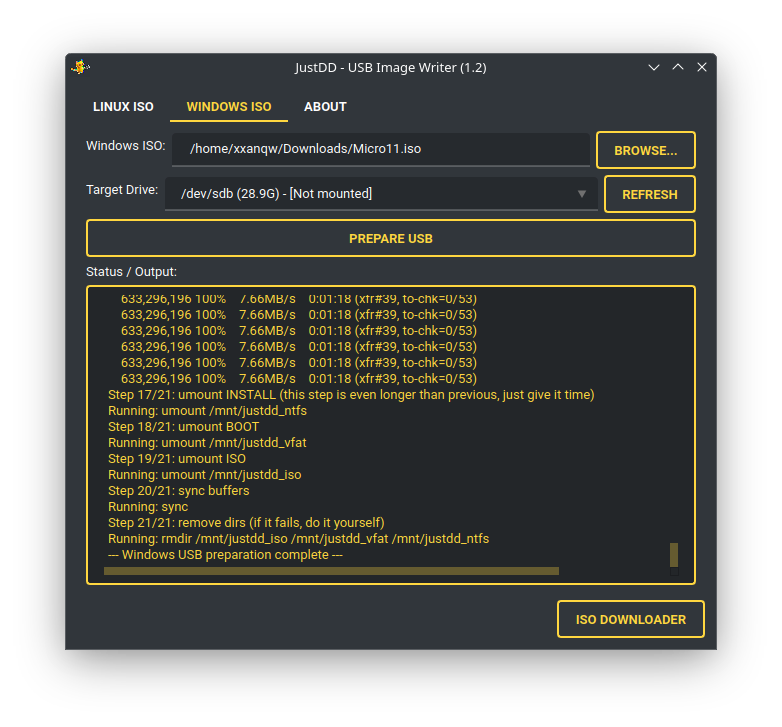 JustDD - USB Image Writer (1.2)
LINUX ISO WINDOWS ISO ABOUT
Windows ISO: /home/xxanqw/Downloads/Micro11.iso BROWSE...
Target Drive: /dev/sdb (28.9G) - [Not mounted] REFRESH
PREPARE USB
Status / Output:
633,296,196 100% 7.66MB/s 0:01:18 (xfr#39, to-chk=0/53)
633,296,196 100% 7.66MB/s 0:01:18 (xfr#39, to-chk=0/53)
633,296,196 100% 7.66MB/s 0:01:18 (xfr#39, to-chk=0/53)
633,296,196 100% 7.66MB/s 0:01:18 (xfr#39, to-chk=0/53)
633,296,196 100% 7.66MB/s 0:01:18 (xfr#39, to-chk=0/53)
633,296,196 100% 7.66MB/s 0:01:18 (xfr#39, to-chk=0/53)
Step 17/21: umount INSTALL (this step is even longer than previous, just give it time)
Running: umount /mnt/justdd_ntfs
Step 18/21: umount BOOT
Running: umount /mnt/justdd_vfat
Step 19/21: umount ISO
Running: umount /mnt/justdd_iso
Step 20/21: sync buffers
Running: sync
Step 21/21: remove dirs (if it fails, do it yourself)
Running: rmdir /mnt/justdd_iso /mnt/justdd_vfat /mnt/justdd_ntfs
--- Windows USB preparation complete ---
ISO DOWNLOADER